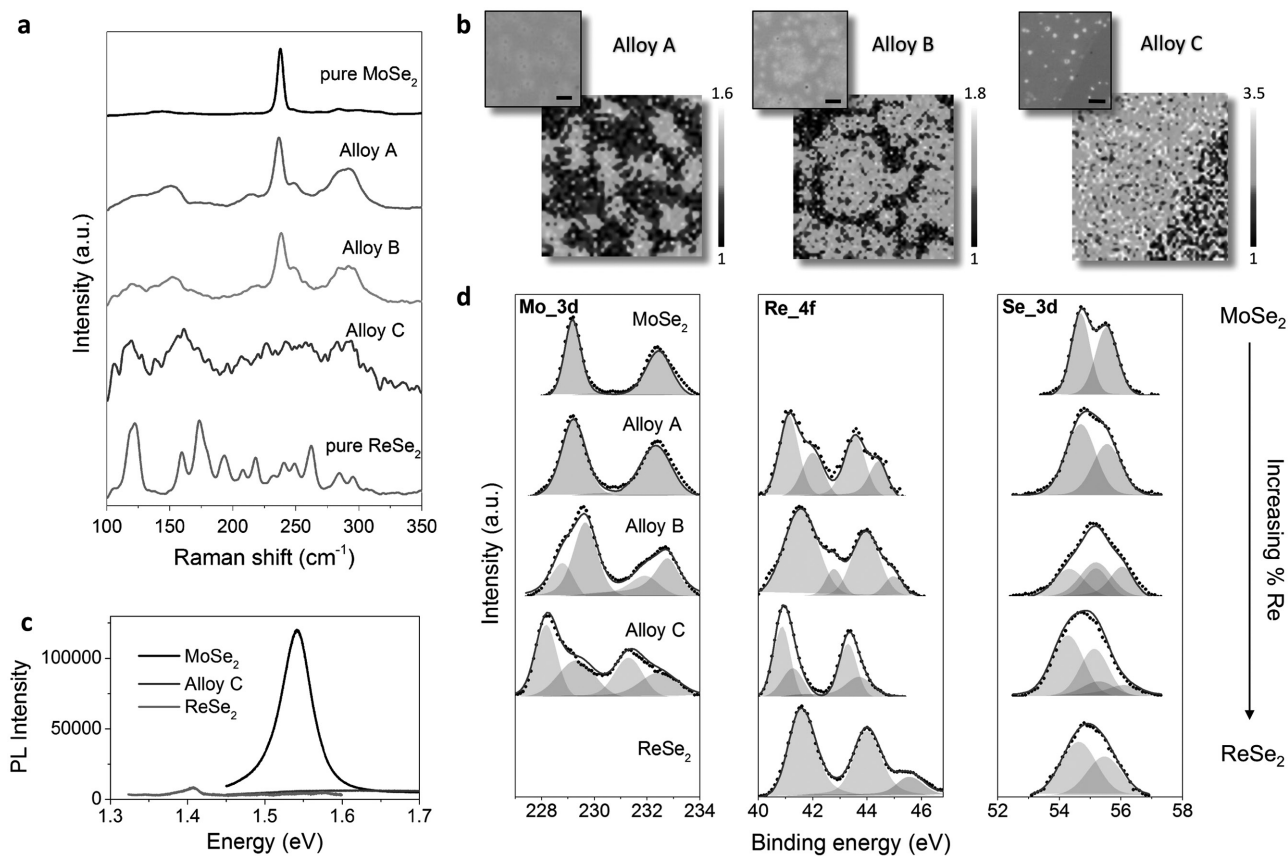 a
pure MoSe₂
Alloy A
Alloy B
Alloy C
pure ReSe₂
Intensity (a.u.)
100 150 200 250 300 350
Raman shift (cm⁻¹)
b
Alloy A
1.6
1
Alloy B
1.8
1
Alloy C
3.5
1
c
MoSe₂
Alloy C
ReSe₂
PL Intensity
100000
50000
0
1.3 1.4 1.5 1.6 1.7
Energy (eV)
d
Mo_3d
MoSe₂
Alloy A
Alloy B
Alloy C
ReSe₂
228 230 232 234
Re_4f
40 42 44 46
Se_3d
52 54 56 58
Intensity (a.u.)
Binding energy (eV)
MoSe₂
Increasing % Re
ReSe₂